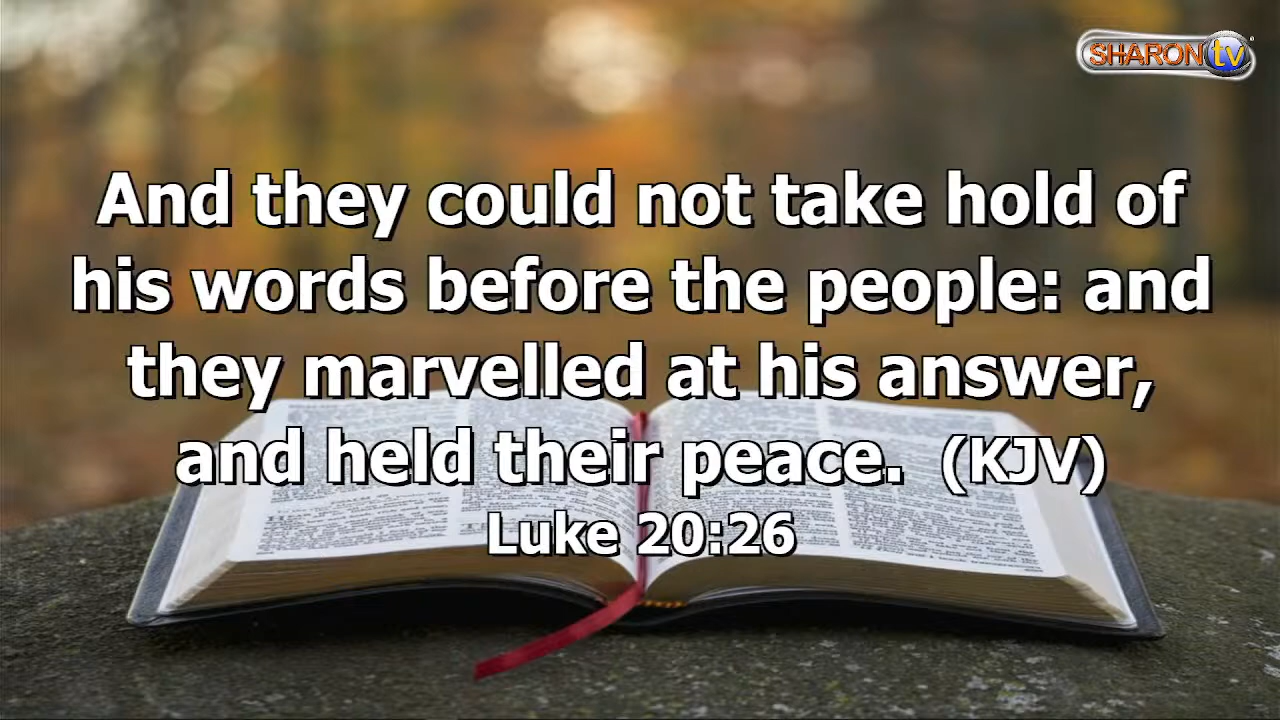 SHARON tv
And they could not take hold of
his words before the people: and
they marvelled at his answer,
and held their peace. (KJV)
Luke 20:26